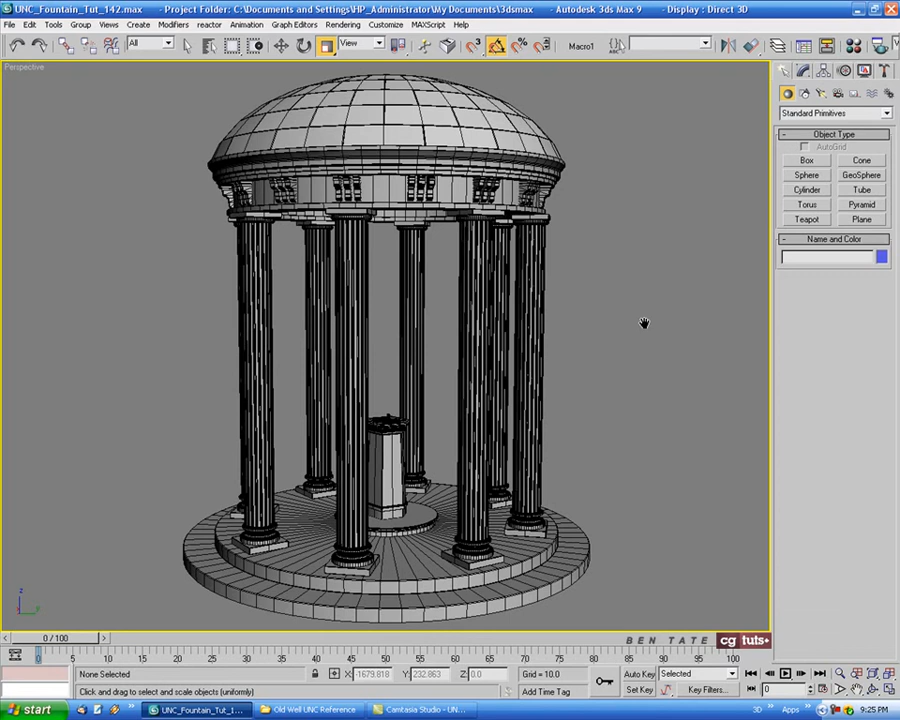 UNC_Fountain_Tut_142.max - Project Folder: C:\Documents and Settings\HP_Administrator\My Documents\3dsmax - Autodesk 3ds Max 9 - Display : Direct 3D
File Edit Tools Group Views Create Modifiers reactor Animation Graph Editors Rendering Customize MAXScript Help
All View Macro1
Perspective
Standard Primitives
- Object Type
AutoGrid
Box Cone
Sphere GeoSphere
Cylinder Tube
Torus Pyramid
Teapot Plane
- Name and Color
z
0 / 100
BEN TATE cg tuts+
0 5 10 15 20 25 30 35 40 45 50 55 60 65 70 75 80 85 90 95 100
None Selected X: -1679.818 Y: 232.863 Z: 0.0 Grid = 10.0 Auto Key Selected
Click and drag to select and scale objects (uniformly) Add Time Tag Set Key Key Filters... 0
start UNC_Fountain_Tut_1... Old Well UNC Reference Camtasia Studio - UN... 3D Apps 9:25 PM